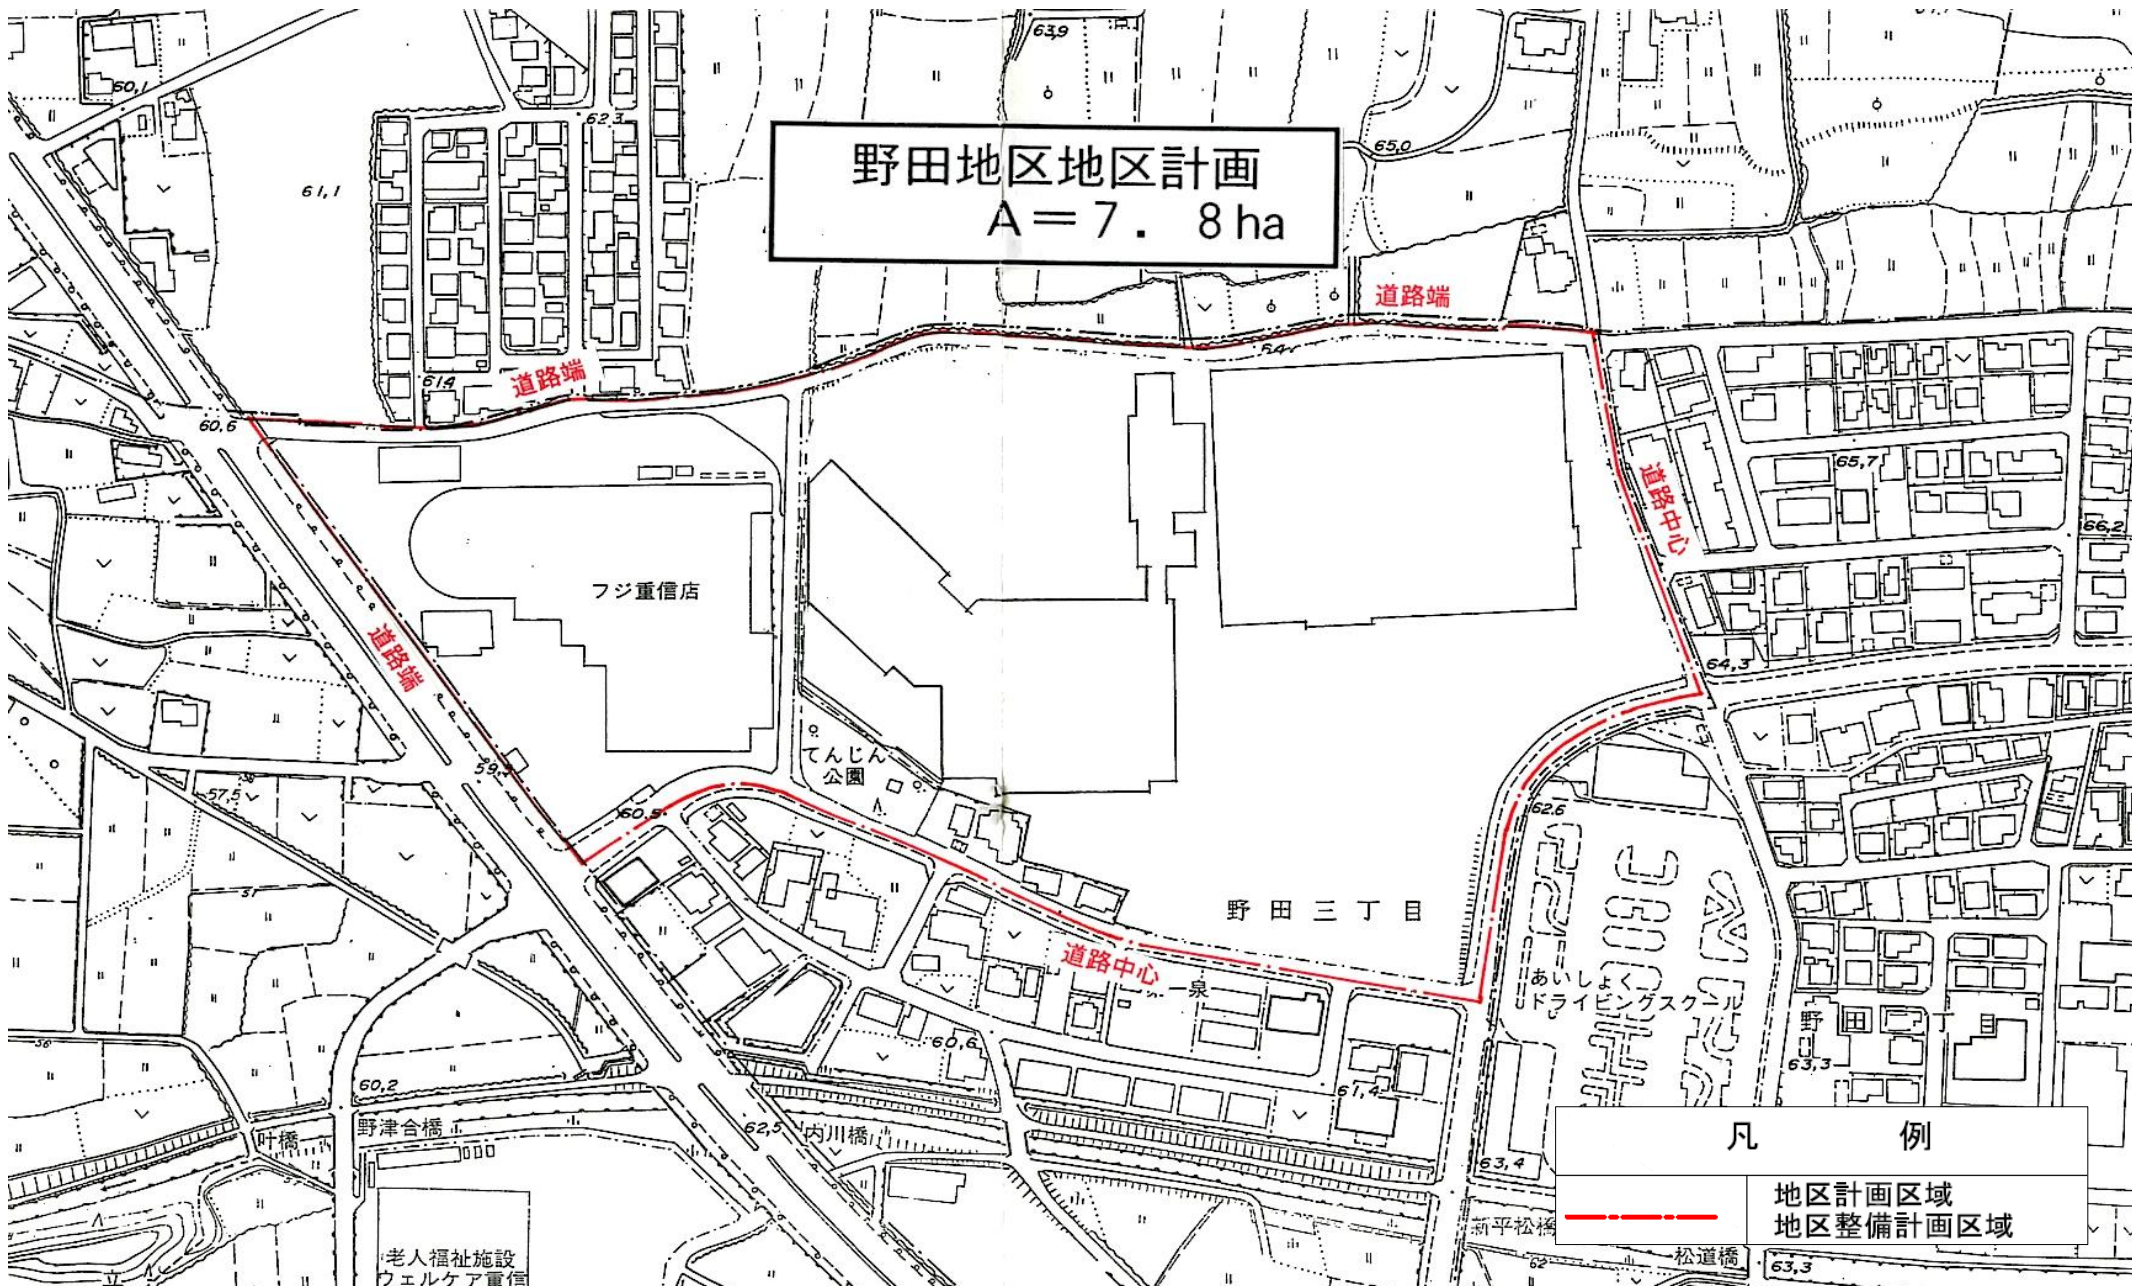 63,9
60,1
62,3
野田地区地区計画
A=7. 8ha
65,0
61,1
道路端
道路端
61,4
60,6
65,7
道路中心
66,2
フジ重信店
道路端
64,3
てんじん
公園
59,2
57,5
60,5
62,6
野田三丁目
道路中心
一泉
あいしょく
ドライビングスクール
野田一丁目
60,6
63,3
60,2
61,4
叶橋
野津合橋
62,5
内川橋
63,4
凡 例
地区計画区域
地区整備計画区域
新平松橋
松道橋
63,3
62
老人福祉施設
ウェルケア重信